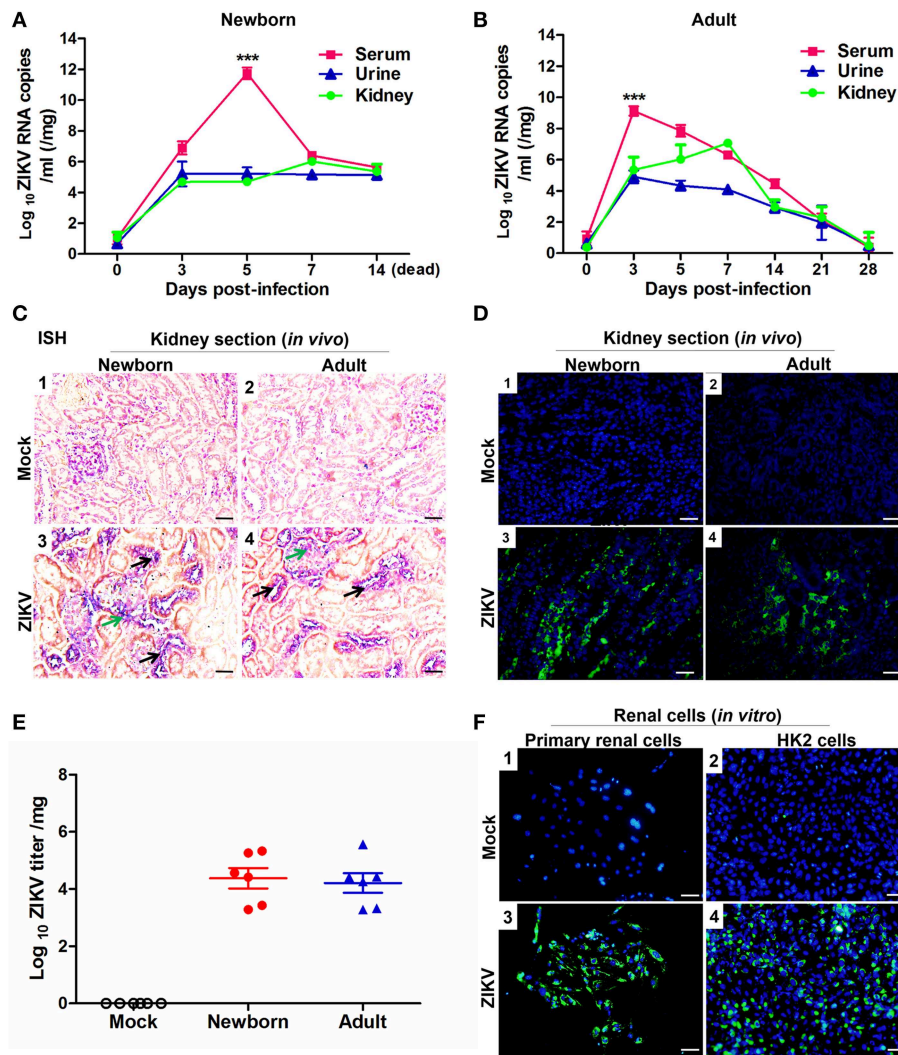 A
Newborn
Log 10 ZIKV RNA copies
/ml (/mg)
14
12
10
8
6
4
2
0
***
Serum
Urine
Kidney
0 3 5 7 14 (dead)
Days post-infection
B
Adult
Log 10 ZIKV RNA copies
/ml (/mg)
14
12
10
8
6
4
2
0
***
Serum
Urine
Kidney
0 3 5 7 14 21 28
Days post-infection
C
ISH
Kidney section (in vivo)
Newborn Adult
Mock
1 2
ZIKV
3 4
D
Kidney section (in vivo)
Newborn Adult
Mock
1 2
ZIKV
3 4
E
Log 10 ZIKV titer /mg
8
6
4
2
0
Mock Newborn Adult
F
Renal cells (in vitro)
Primary renal cells HK2 cells
Mock
1 2
ZIKV
3 4